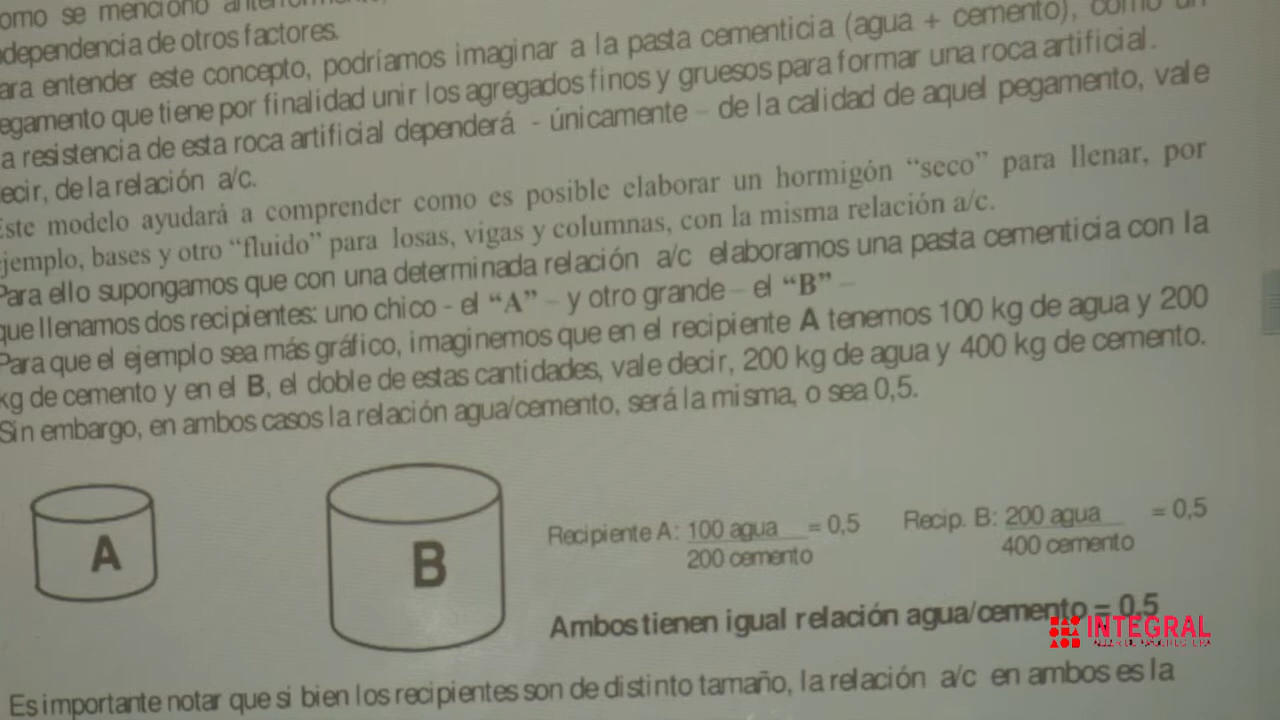 omo se mencionó anteriormente,
dependencia de otros factores.
ara entender este concepto, podríamos imaginar a la pasta cementicia (agua + cemento), como un
egamento que tiene por finalidad unir los agregados finos y gruesos para formar una roca artificial.
a resistencia de esta roca artificial dependerá - únicamente – de la calidad de aquel pegamento, vale
ecir, de la relación a/c.
Este modelo ayudará a comprender como es posible elaborar un hormigón “seco” para llenar, por
ejemplo, bases y otro “fluido” para losas, vigas y columnas, con la misma relación a/c.
Para ello supongamos que con una determinada relación a/c elaboramos una pasta cementicia con la
que llenamos dos recipientes: uno chico - el “A” – y otro grande – el “B” –
Para que el ejemplo sea más gráfico, imaginemos que en el recipiente A tenemos 100 kg de agua y 200
kg de cemento y en el B, el doble de estas cantidades, vale decir, 200 kg de agua y 400 kg de cemento.
Sin embargo, en ambos casos la relación agua/cemento, será la misma, o sea 0,5.
A
B
Recipiente A: 100 agua = 0,5 Recip. B: 200 agua = 0,5
200 cemento 400 cemento
Ambos tienen igual relación agua/cemento = 0.5
INTEGRAL
Es importante notar que si bien los recipientes son de distinto tamaño, la relación a/c en ambos es la